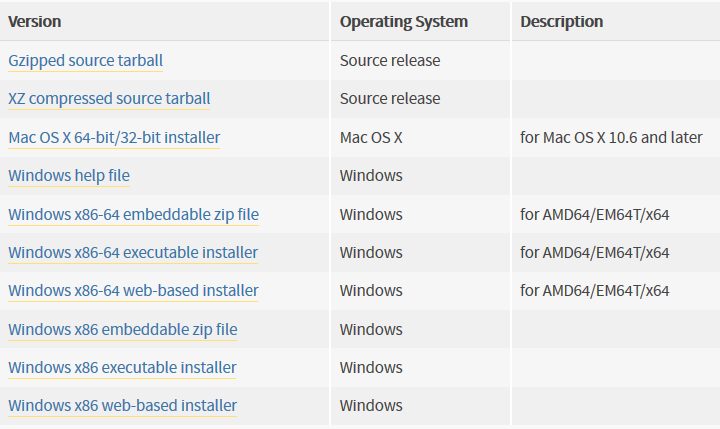 Version Operating System Description
Gzipped source tarball Source release
XZ compressed source tarball Source release
Mac OS X 64-bit/32-bit installer Mac OS X for Mac OS X 10.6 and later
Windows help file Windows
Windows x86-64 embeddable zip file Windows for AMD64/EM64T/x64
Windows x86-64 executable installer Windows for AMD64/EM64T/x64
Windows x86-64 web-based installer Windows for AMD64/EM64T/x64
Windows x86 embeddable zip file Windows
Windows x86 executable installer Windows
Windows x86 web-based installer Windows